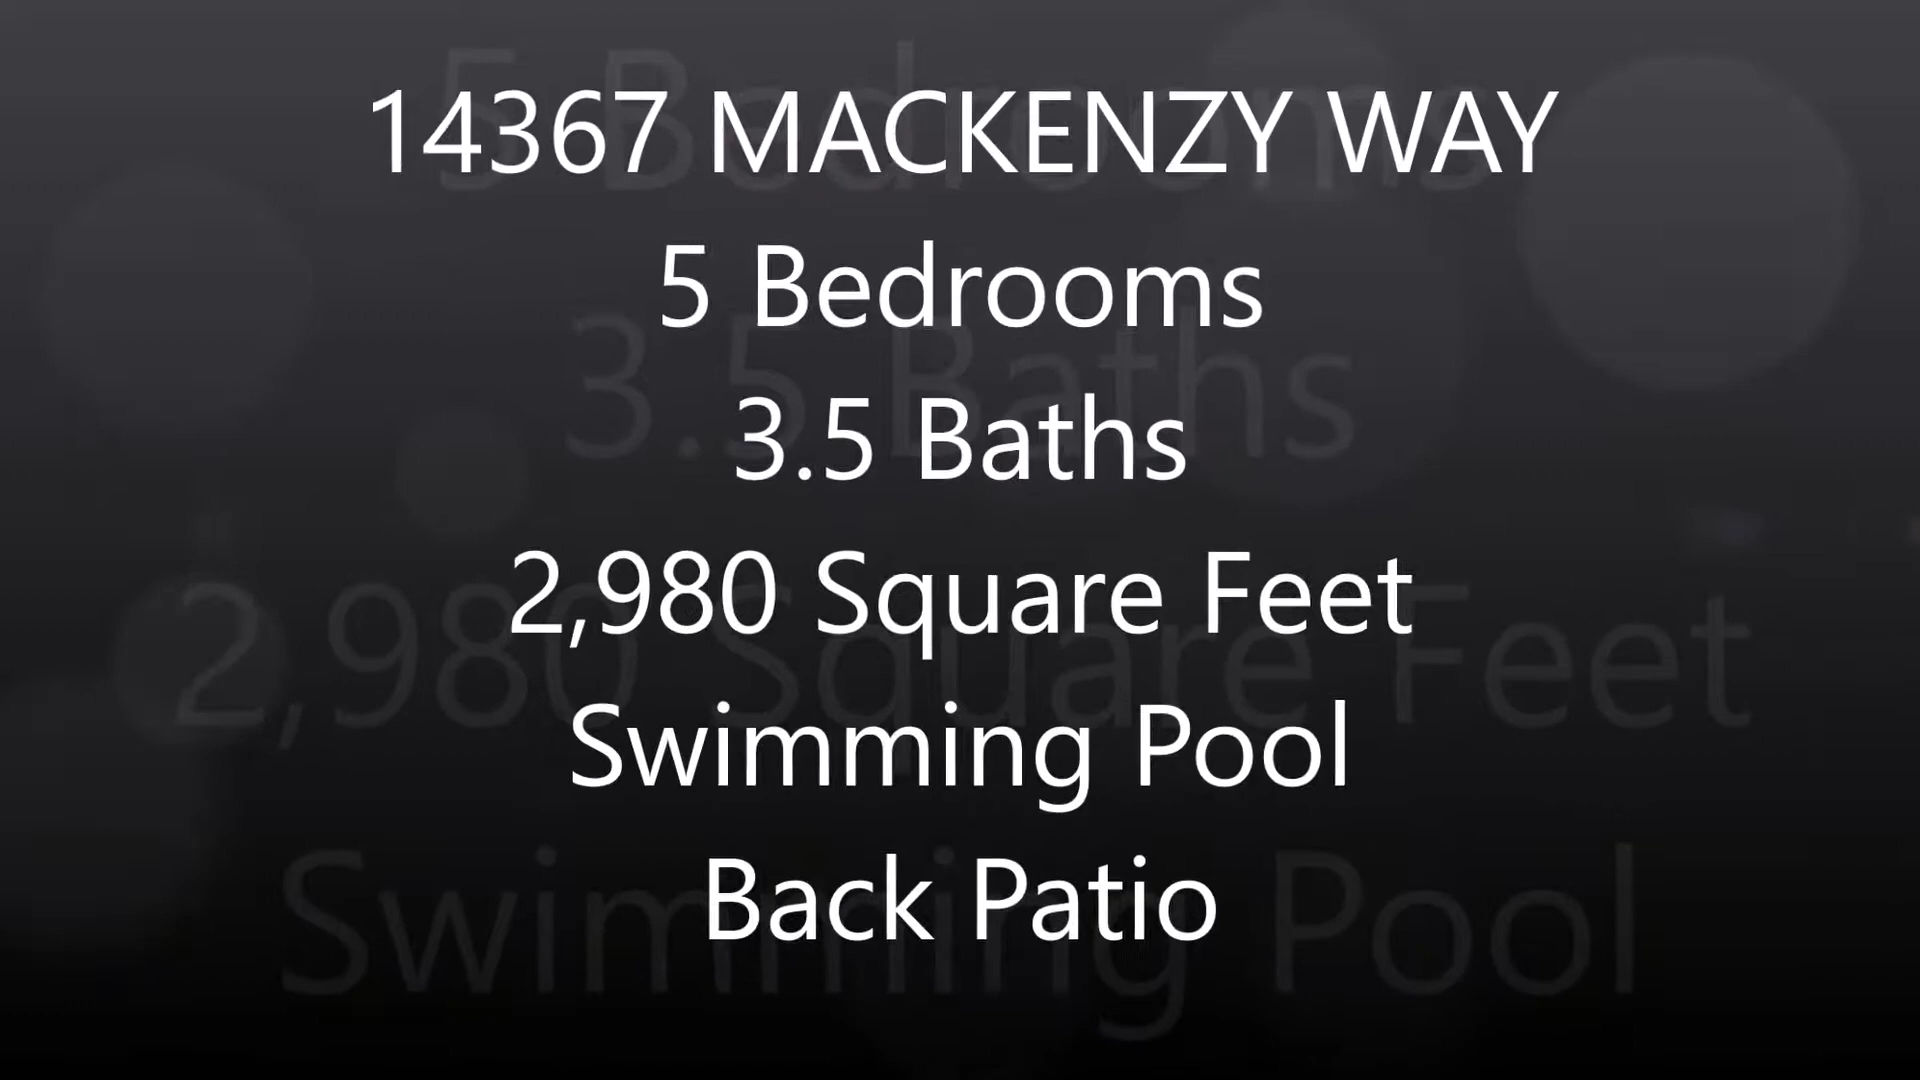 14367 MACKENZY WAY
5 Bedrooms
3.5 Baths
2,980 Square Feet
Swimming Pool
Back Patio